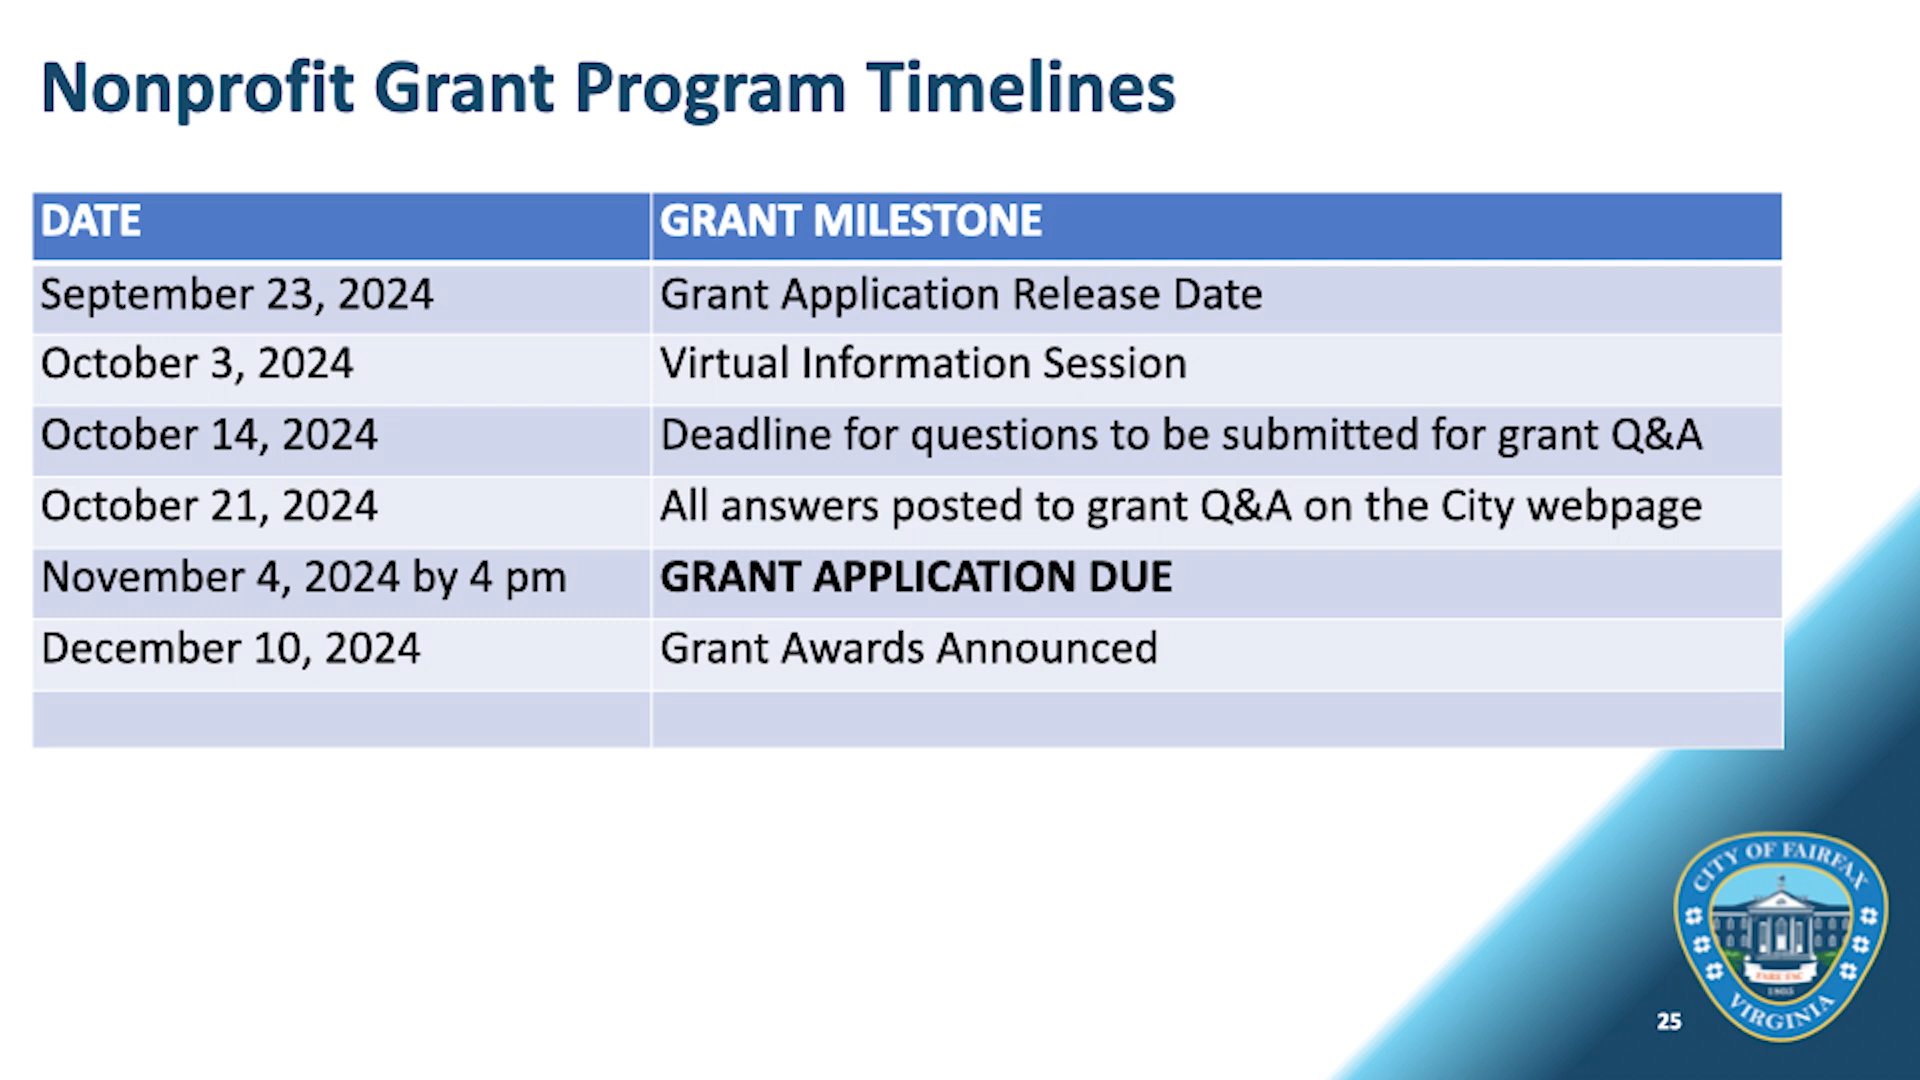 Nonprofit Grant Program Timelines
DATE GRANT MILESTONE
September 23, 2024 Grant Application Release Date
October 3, 2024 Virtual Information Session
October 14, 2024 Deadline for questions to be submitted for grant Q&A
October 21, 2024 All answers posted to grant Q&A on the City webpage
November 4, 2024 by 4 pm GRANT APPLICATION DUE
December 10, 2024 Grant Awards Announced
CITY OF FAIRFAX
FARE FAC
1805
VIRGINIA
25